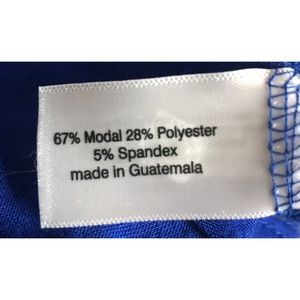 67% Modal 28% Polyester
5% Spandex
made in Guatemala